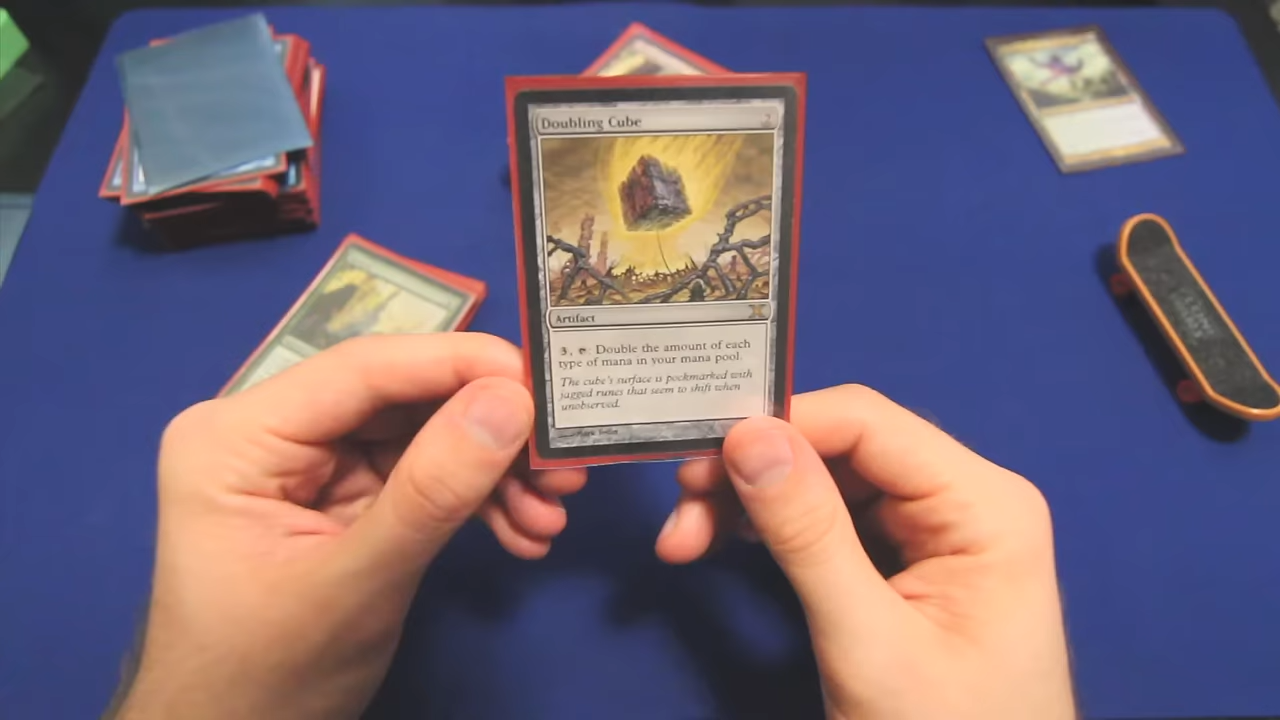 Doubling Cube 2
Artifact
3, T: Double the amount of each
type of mana in your mana pool.
The cube's surface is pockmarked with
jagged runes that seem to shift when
unobserved.